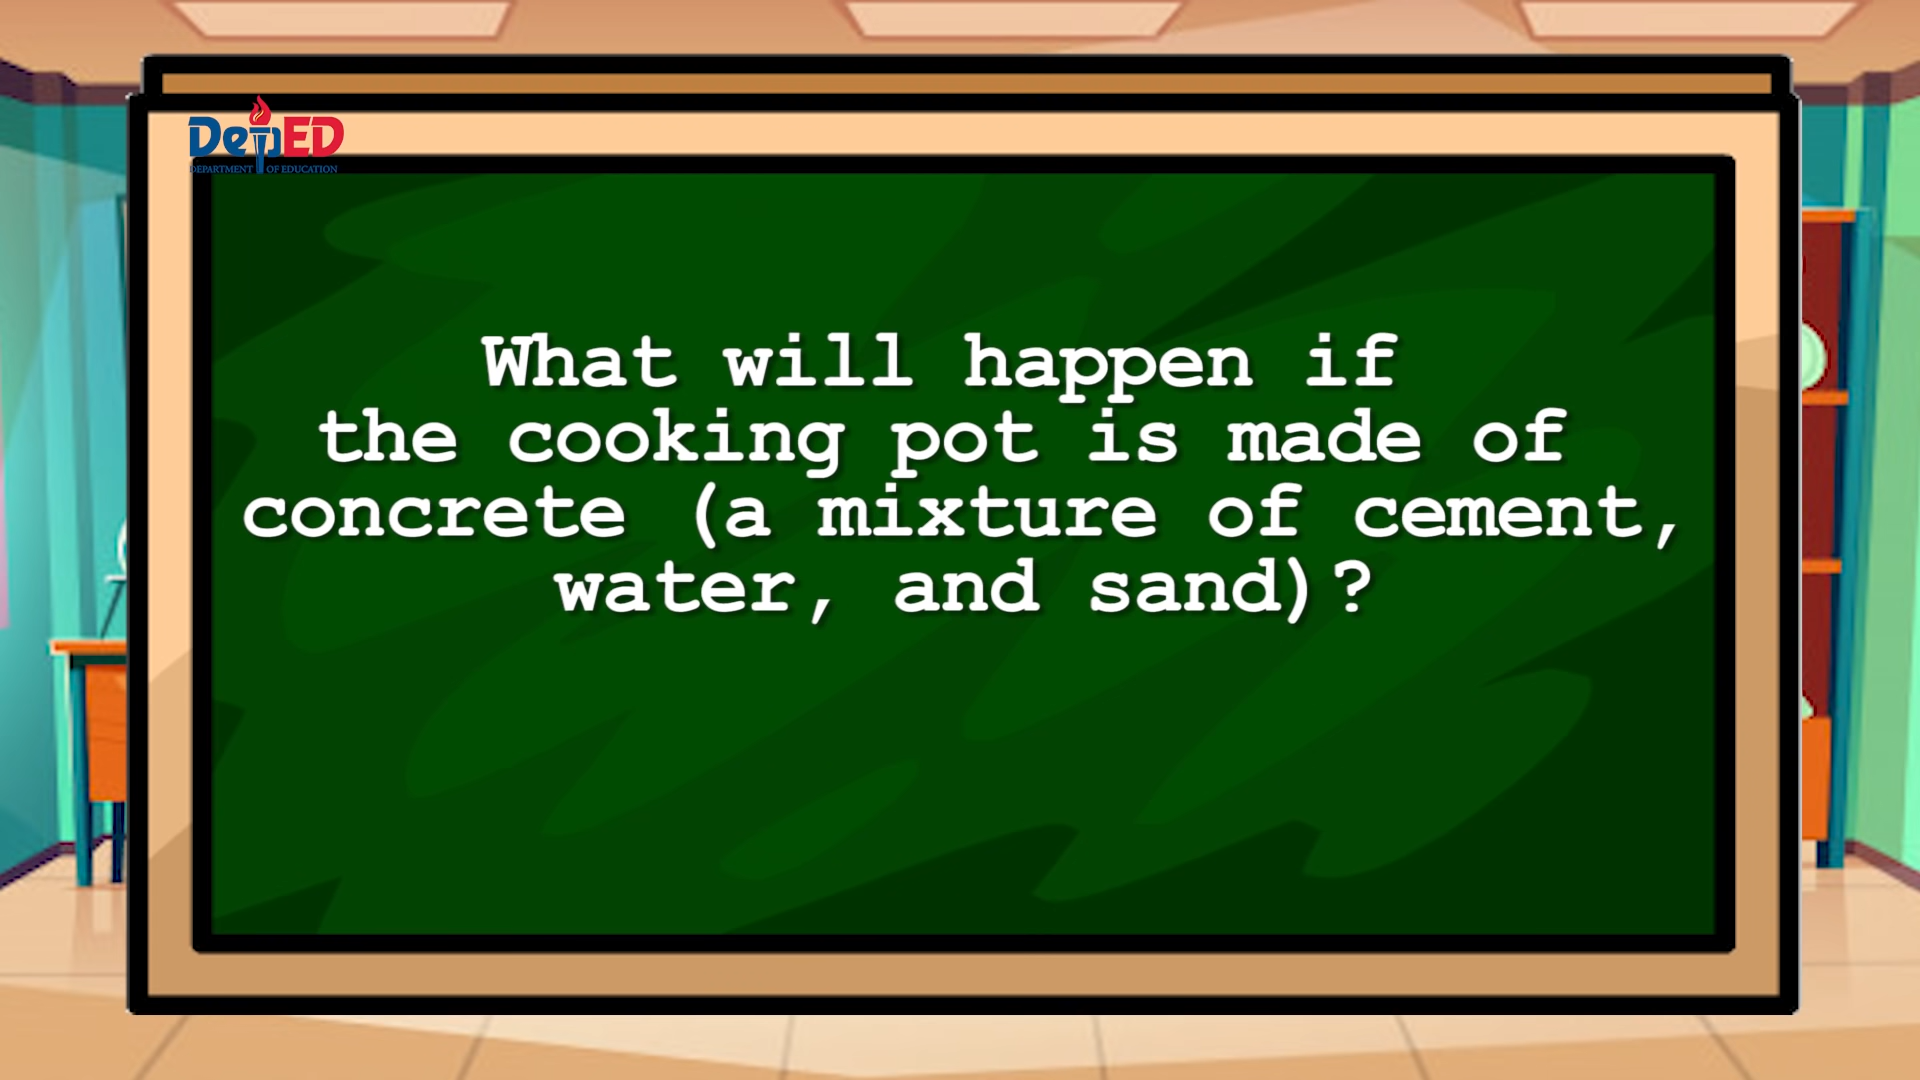 DepED
DEPARTMENT OF EDUCATION
What will happen if
the cooking pot is made of
concrete (a mixture of cement,
water, and sand)?